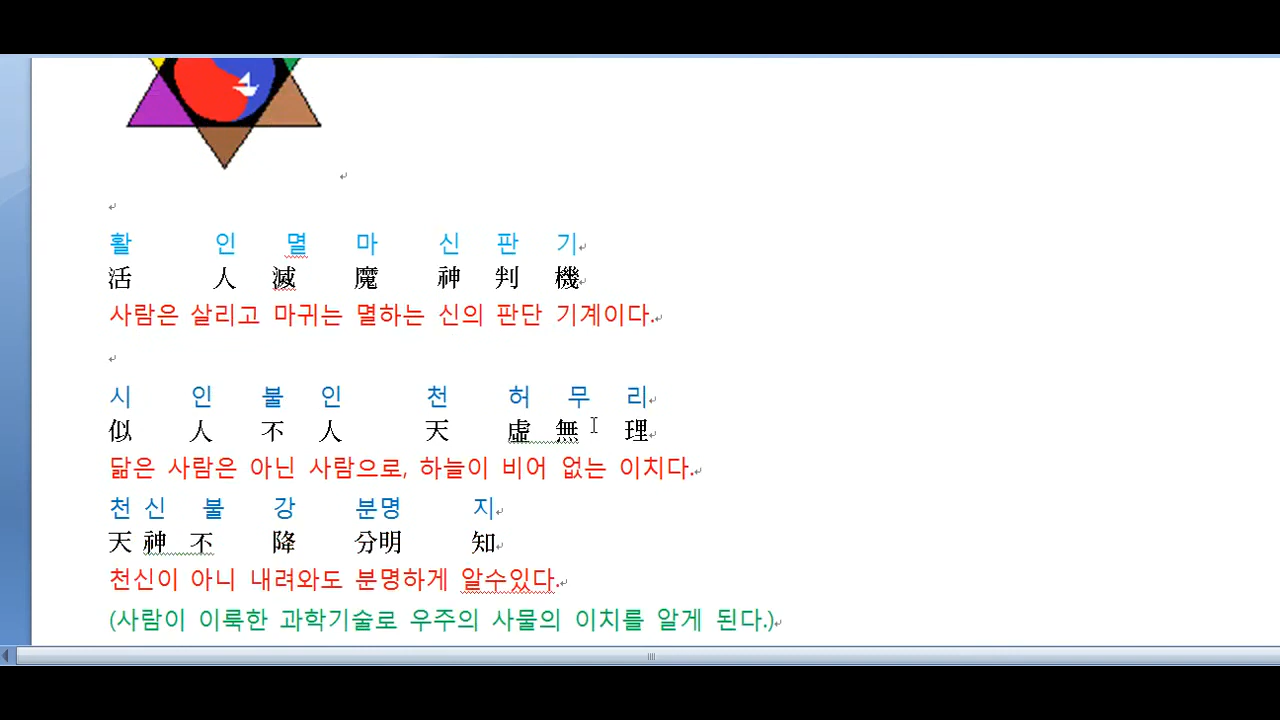 활 인 멸 마 신 판 기
活 人 滅 魔 神 判 機
사람은 살리고 마귀는 멸하는 신의 판단 기계이다.
시 인 불 인 천 허 무 리
似 人 不 人 天 虛 無 理
닮은 사람은 아닌 사람으로, 하늘이 비어 없는 이치다.
천 신 불 강 분명 지
天 神 不 降 分明 知
천신이 아니 내려와도 분명하게 알수있다.
(사람이 이룩한 과학기술로 우주의 사물의 이치를 알게 된다.)